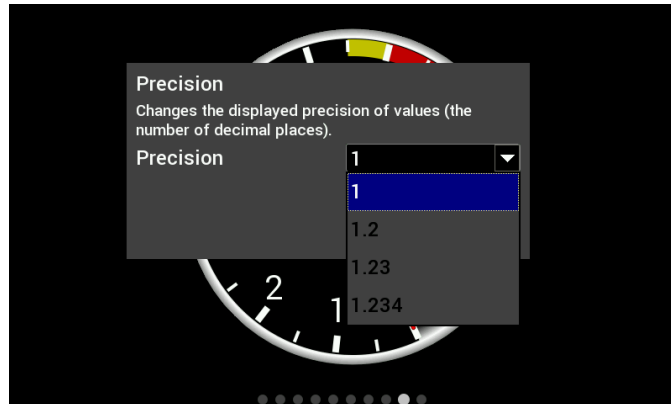 Precision
Changes the displayed precision of values (the
number of decimal places).
Precision 1
1
1.2
1.23
1.234
2
1